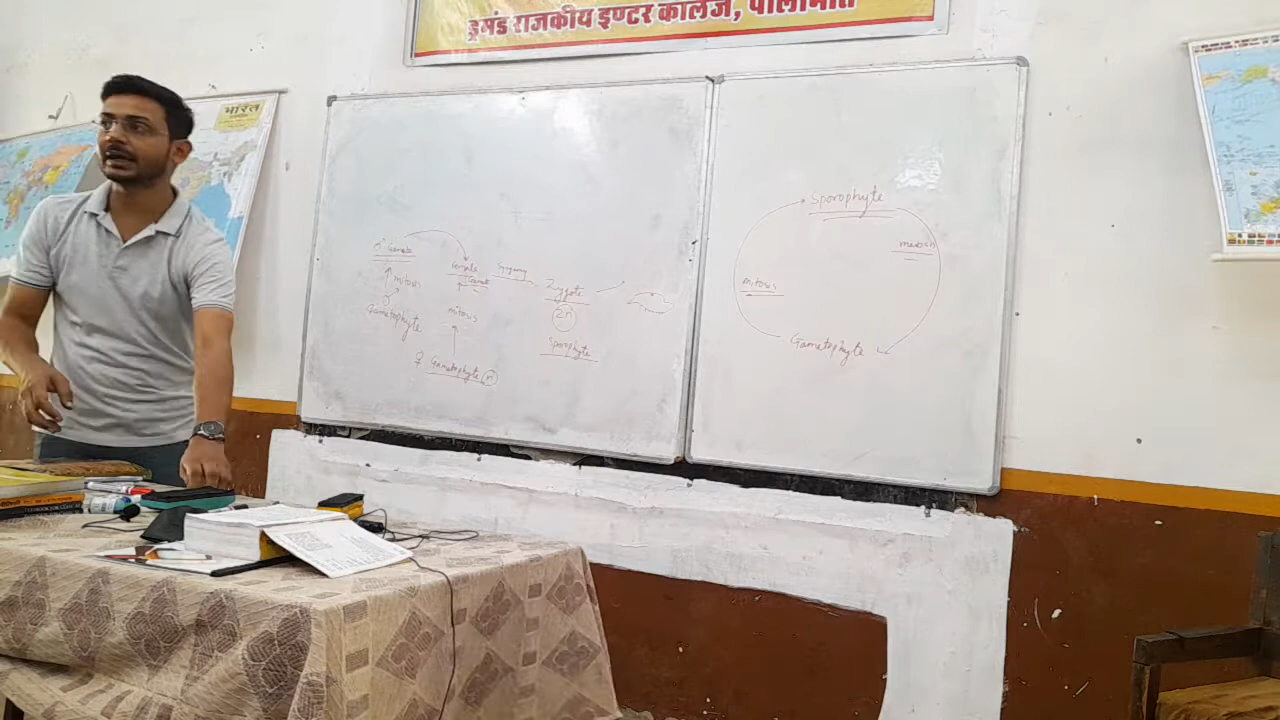 ड्रमंड राजकीय इण्टर कालेज, पीलीभीत
भारत
♂ Gamete
mitosis
Gametophyte
Female
Gamete
mitosis
♀ Gametophyte n
Syngamy
Zygote
2n
Sporophyte
Sporophyte
meiosis
mitosis
Gametophyte